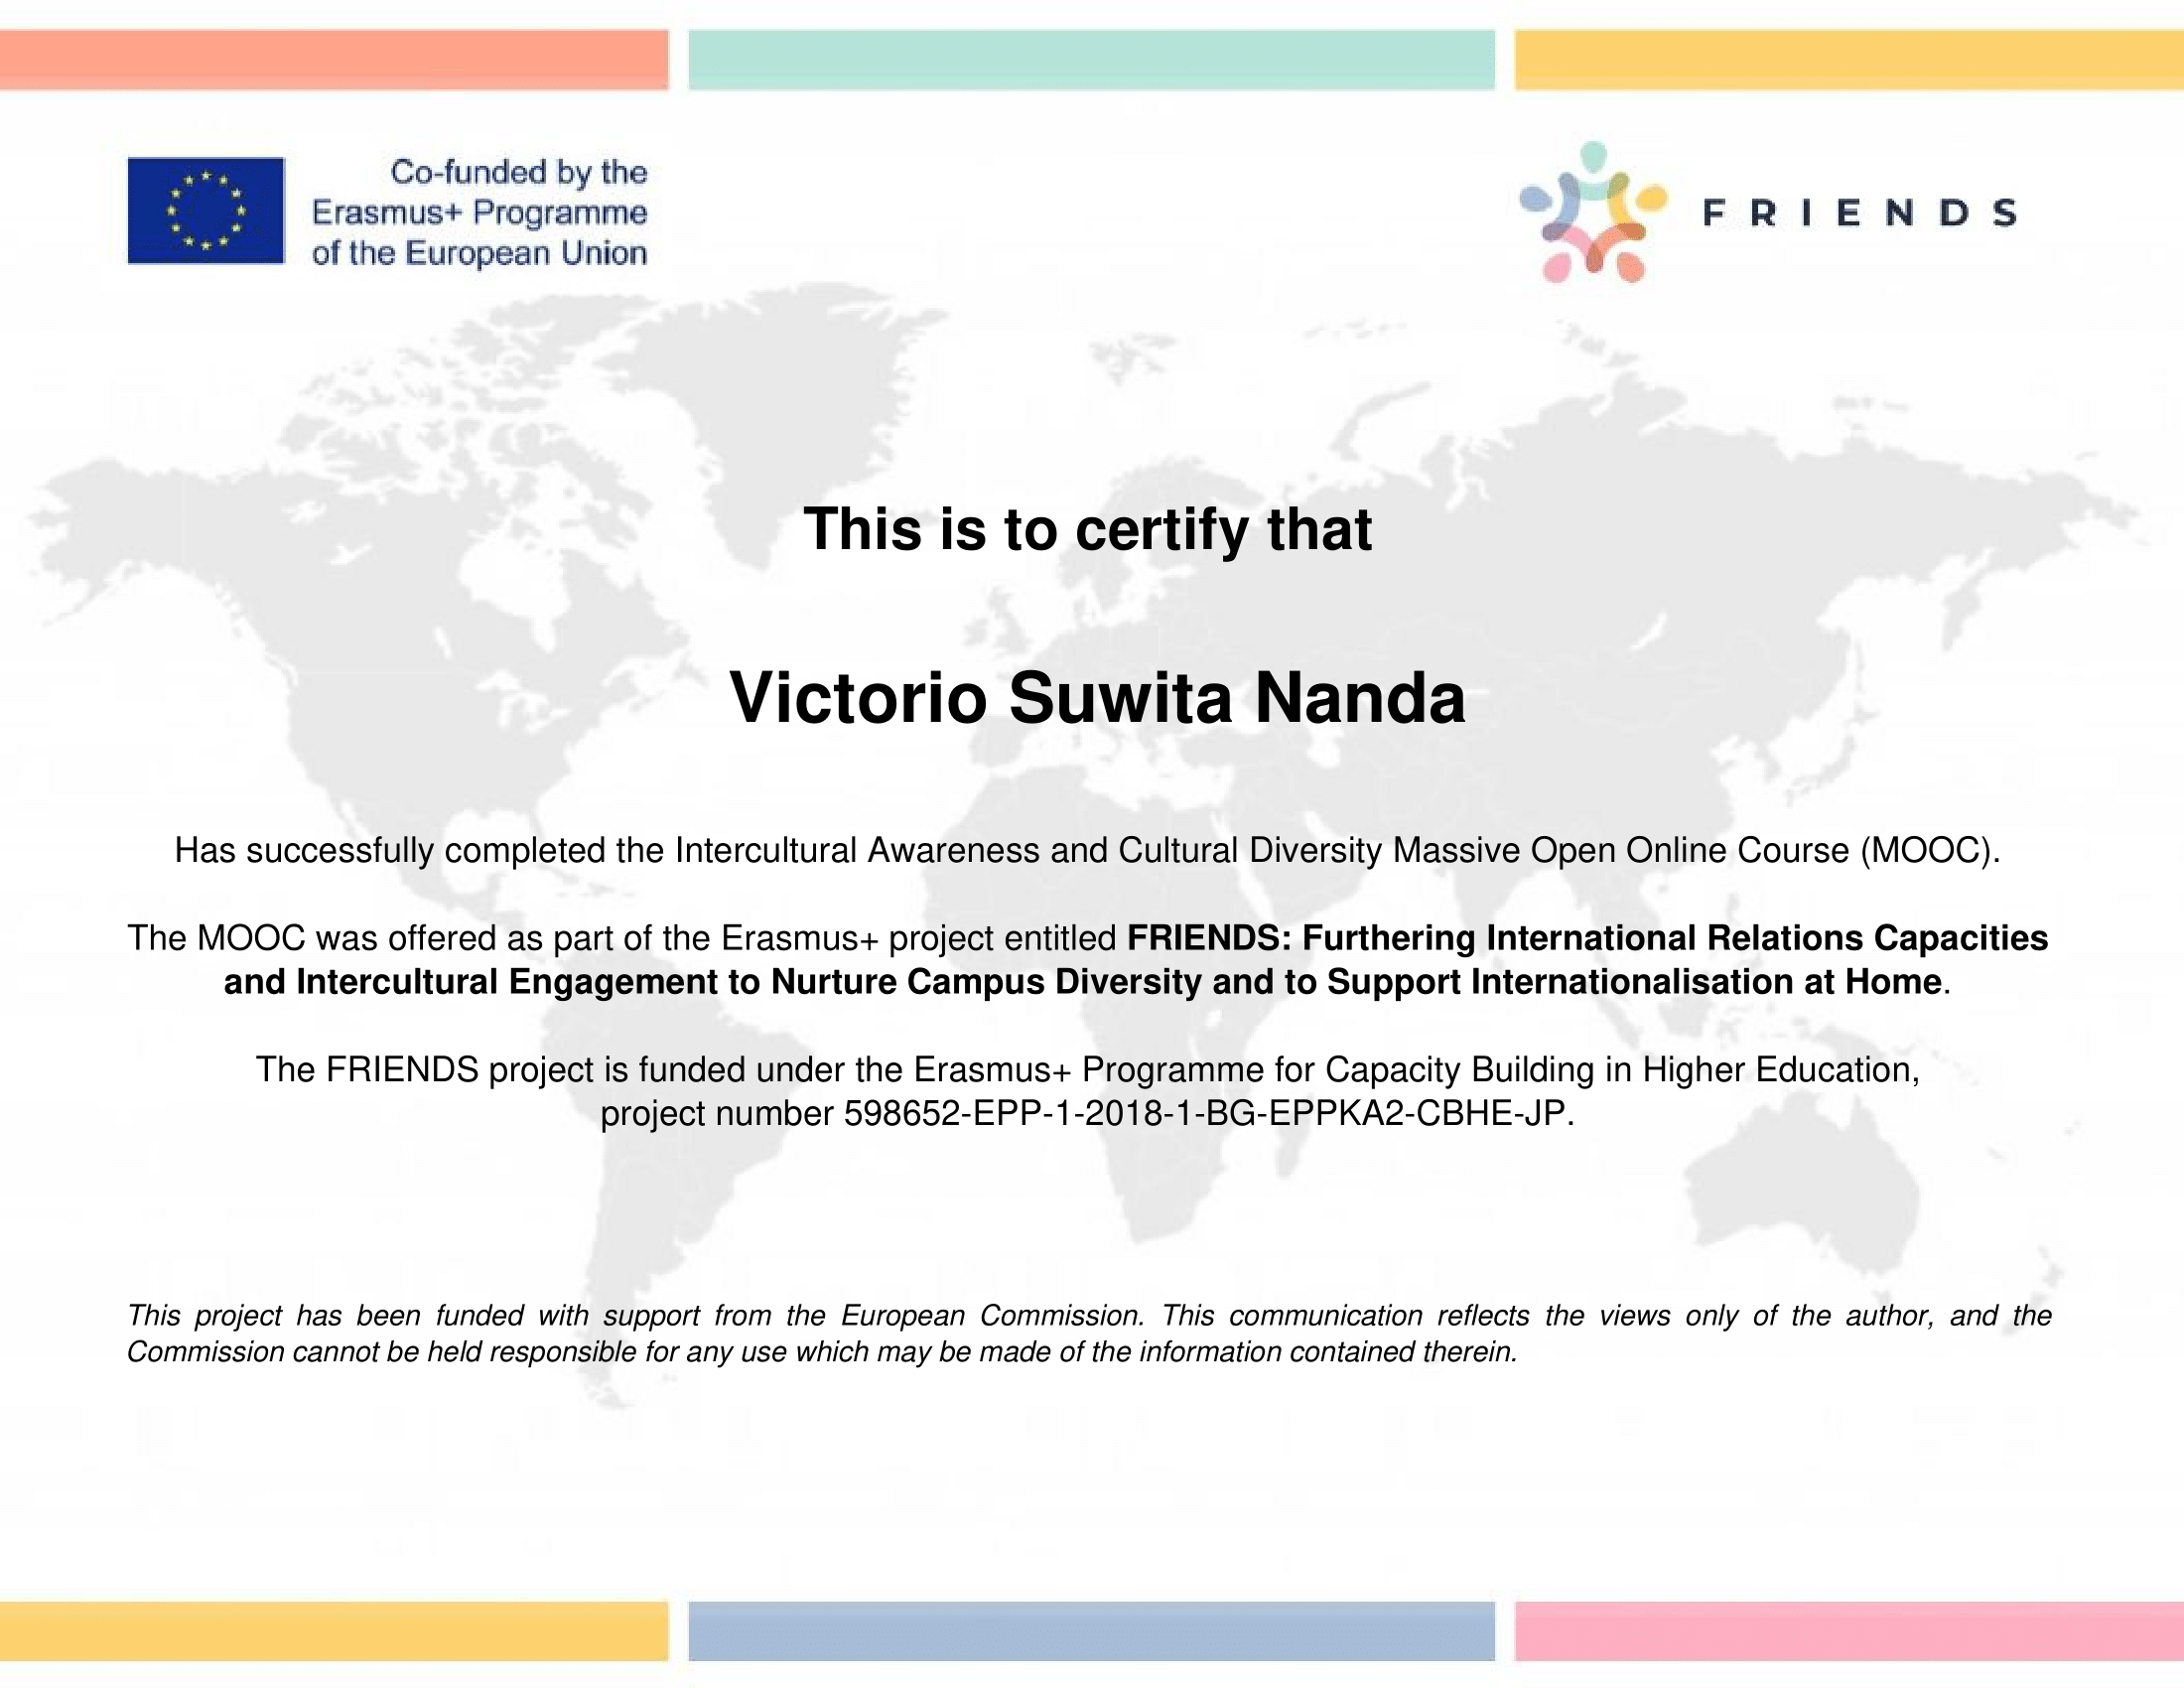 Co-funded by the
Erasmus+ Programme
of the European Union
FRIENDS
This is to certify that
Victorio Suwita Nanda
Has successfully completed the Intercultural Awareness and Cultural Diversity Massive Open Online Course (MOOC).
The MOOC was offered as part of the Erasmus+ project entitled FRIENDS: Furthering International Relations Capacities
and Intercultural Engagement to Nurture Campus Diversity and to Support Internationalisation at Home.
The FRIENDS project is funded under the Erasmus+ Programme for Capacity Building in Higher Education,
project number 598652-EPP-1-2018-1-BG-EPPKA2-CBHE-JP.
This project has been funded with support from the European Commission. This communication reflects the views only of the author, and the
Commission cannot be held responsible for any use which may be made of the information contained therein.